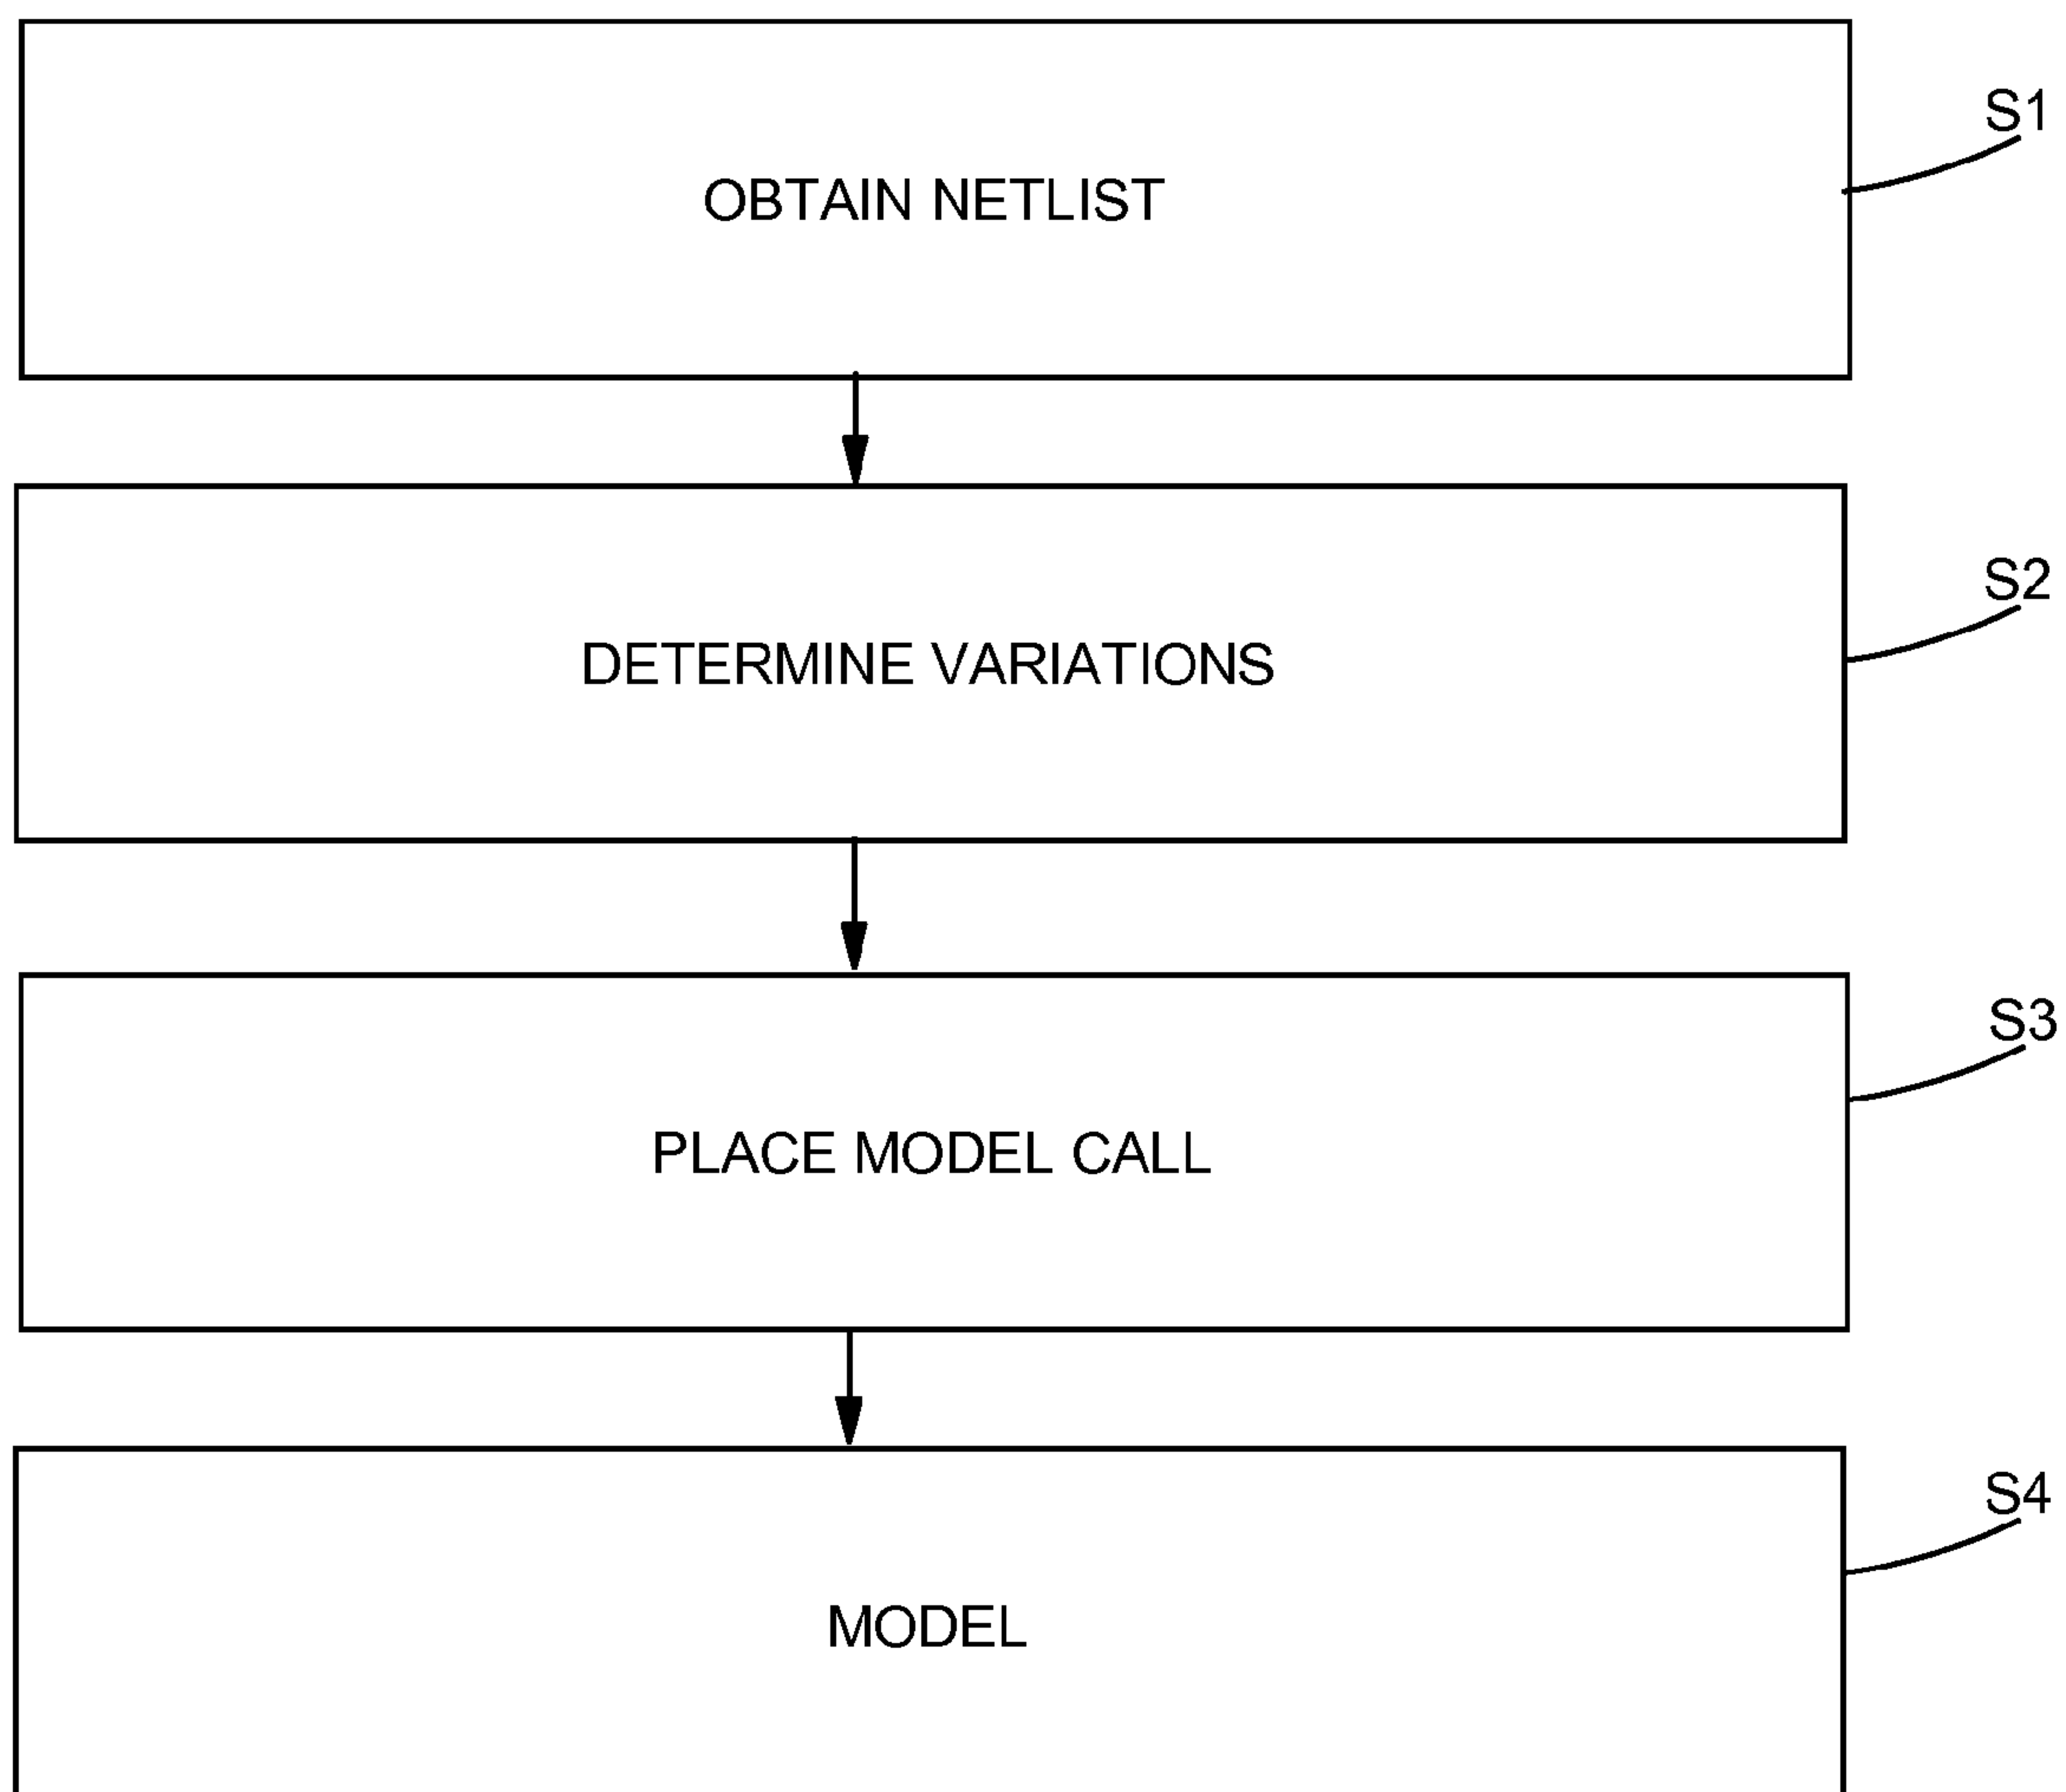 S1
OBTAIN NETLIST
S2
DETERMINE VARIATIONS
S3
PLACE MODEL CALL
S4
MODEL